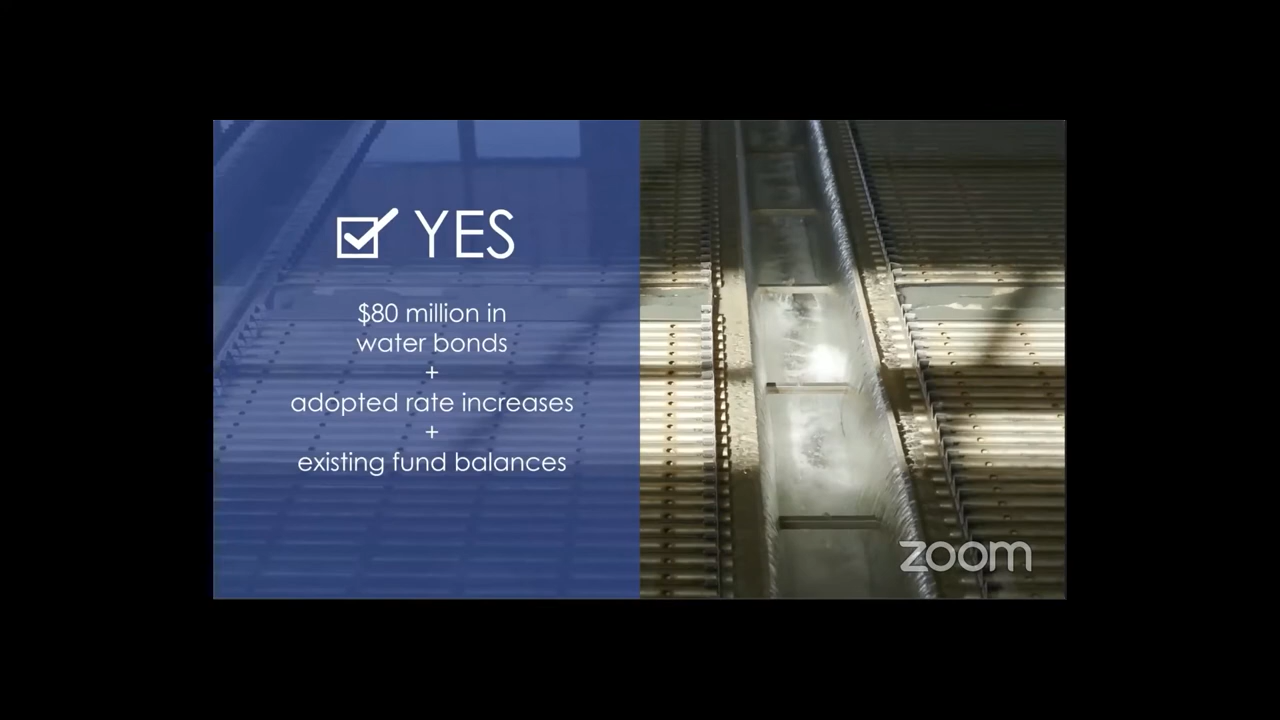 YES
$80 million in
water bonds
+
adopted rate increases
+
existing fund balances
zoom